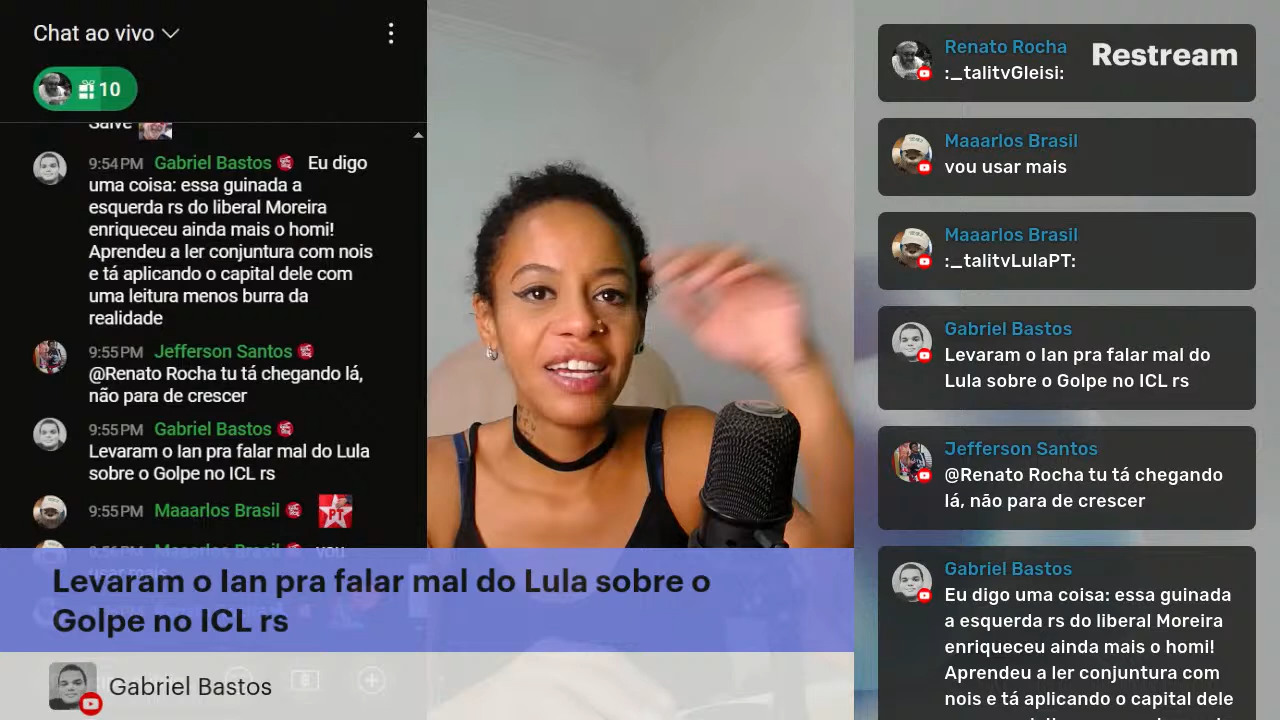 Chat ao vivo
10
Salve
9:54 PM Gabriel Bastos Eu digo
uma coisa: essa guinada a
esquerda rs do liberal Moreira
enriqueceu ainda mais o homi!
Aprendeu a ler conjuntura com nois
e tá aplicando o capital dele com
uma leitura menos burra da
realidade
9:55 PM Jefferson Santos
@Renato Rocha tu tá chegando lá,
não para de crescer
9:55 PM Gabriel Bastos
Levaram o Ian pra falar mal do Lula
sobre o Golpe no ICL rs
9:55 PM Maaarlos Brasil
PT
9:56 PM Maaarlos Brasil vou
usar mais
Levaram o Ian pra falar mal do Lula sobre o
Golpe no ICL rs
Gabriel Bastos
Restream
Renato Rocha
:_talitvGleisi:
Maaarlos Brasil
vou usar mais
Maaarlos Brasil
:_talitvLulaPT:
Gabriel Bastos
Levaram o Ian pra falar mal do
Lula sobre o Golpe no ICL rs
Jefferson Santos
@Renato Rocha tu tá chegando
lá, não para de crescer
Gabriel Bastos
Eu digo uma coisa: essa guinada
a esquerda rs do liberal Moreira
enriqueceu ainda mais o homi!
Aprendeu a ler conjuntura com
nois e tá aplicando o capital dele